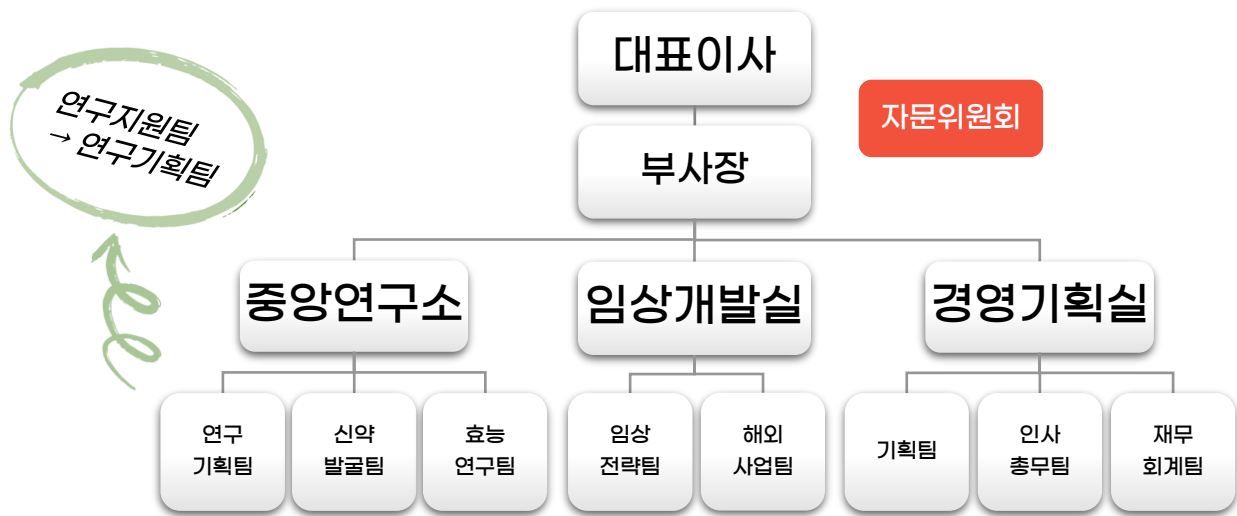 대표이사
자문위원회
연구지원팀
→ 연구기획팀
부사장
중앙연구소
임상개발실
경영기획실
연구
기획팀
신약
발굴팀
효능
연구팀
임상
전략팀
해외
사업팀
기획팀
인사
총무팀
재무
회계팀